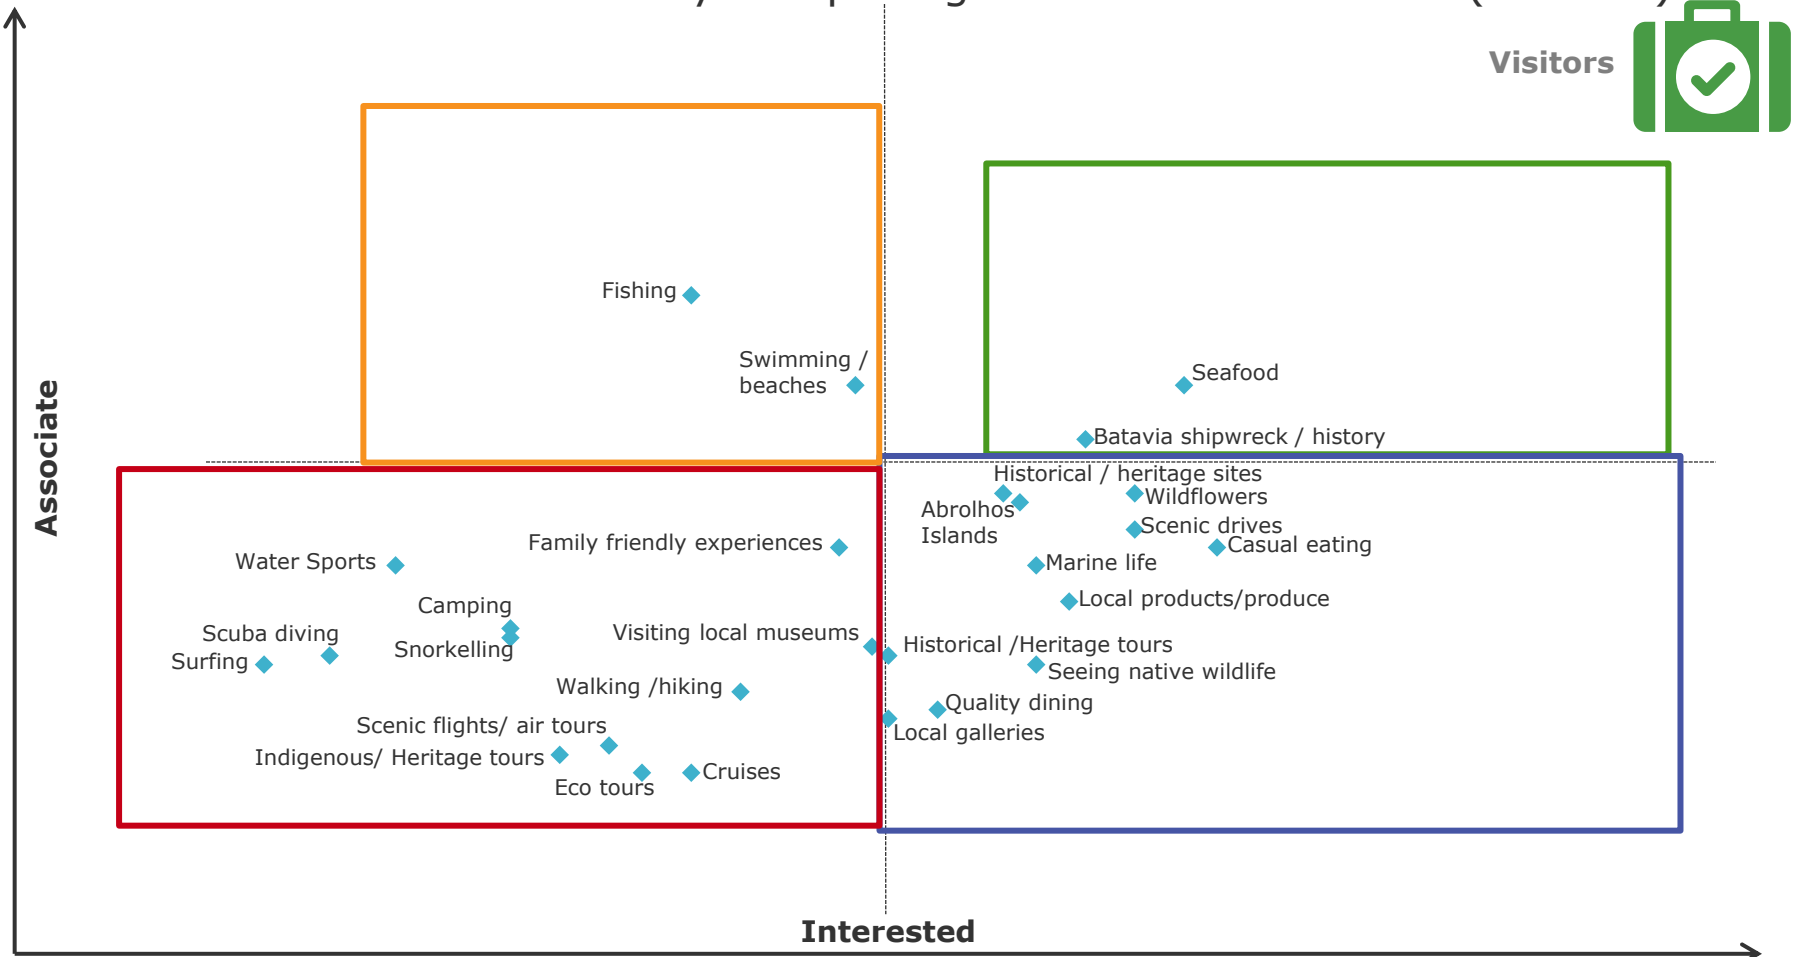 Visitors
Associate
Fishing
Swimming /
beaches
Seafood
Batavia shipwreck / history
Historical / heritage sites
Wildflowers
Abrolhos
Islands
Scenic drives
Casual eating
Marine life
Local products/produce
Family friendly experiences
Water Sports
Camping
Snorkelling
Scuba diving
Surfing
Visiting local museums
Historical /Heritage tours
Seeing native wildlife
Walking /hiking
Quality dining
Local galleries
Scenic flights/ air tours
Indigenous/ Heritage tours
Eco tours
Cruises
Interested